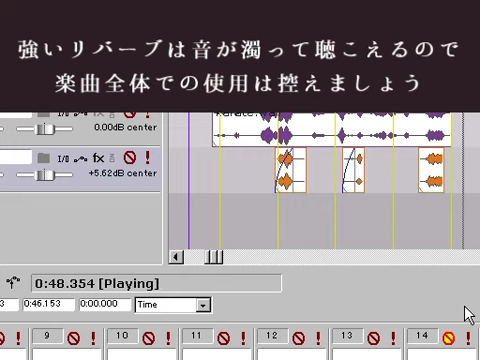 強いリバーブは音が濁って聴こえるので
楽曲全体での使用は控えましょう
I/O fx
0.00dB center
I/O fx
+5.62dB center
0:48.354 [Playing]
0:46.153 0:00.000 Time
9 10 11 12 13 14